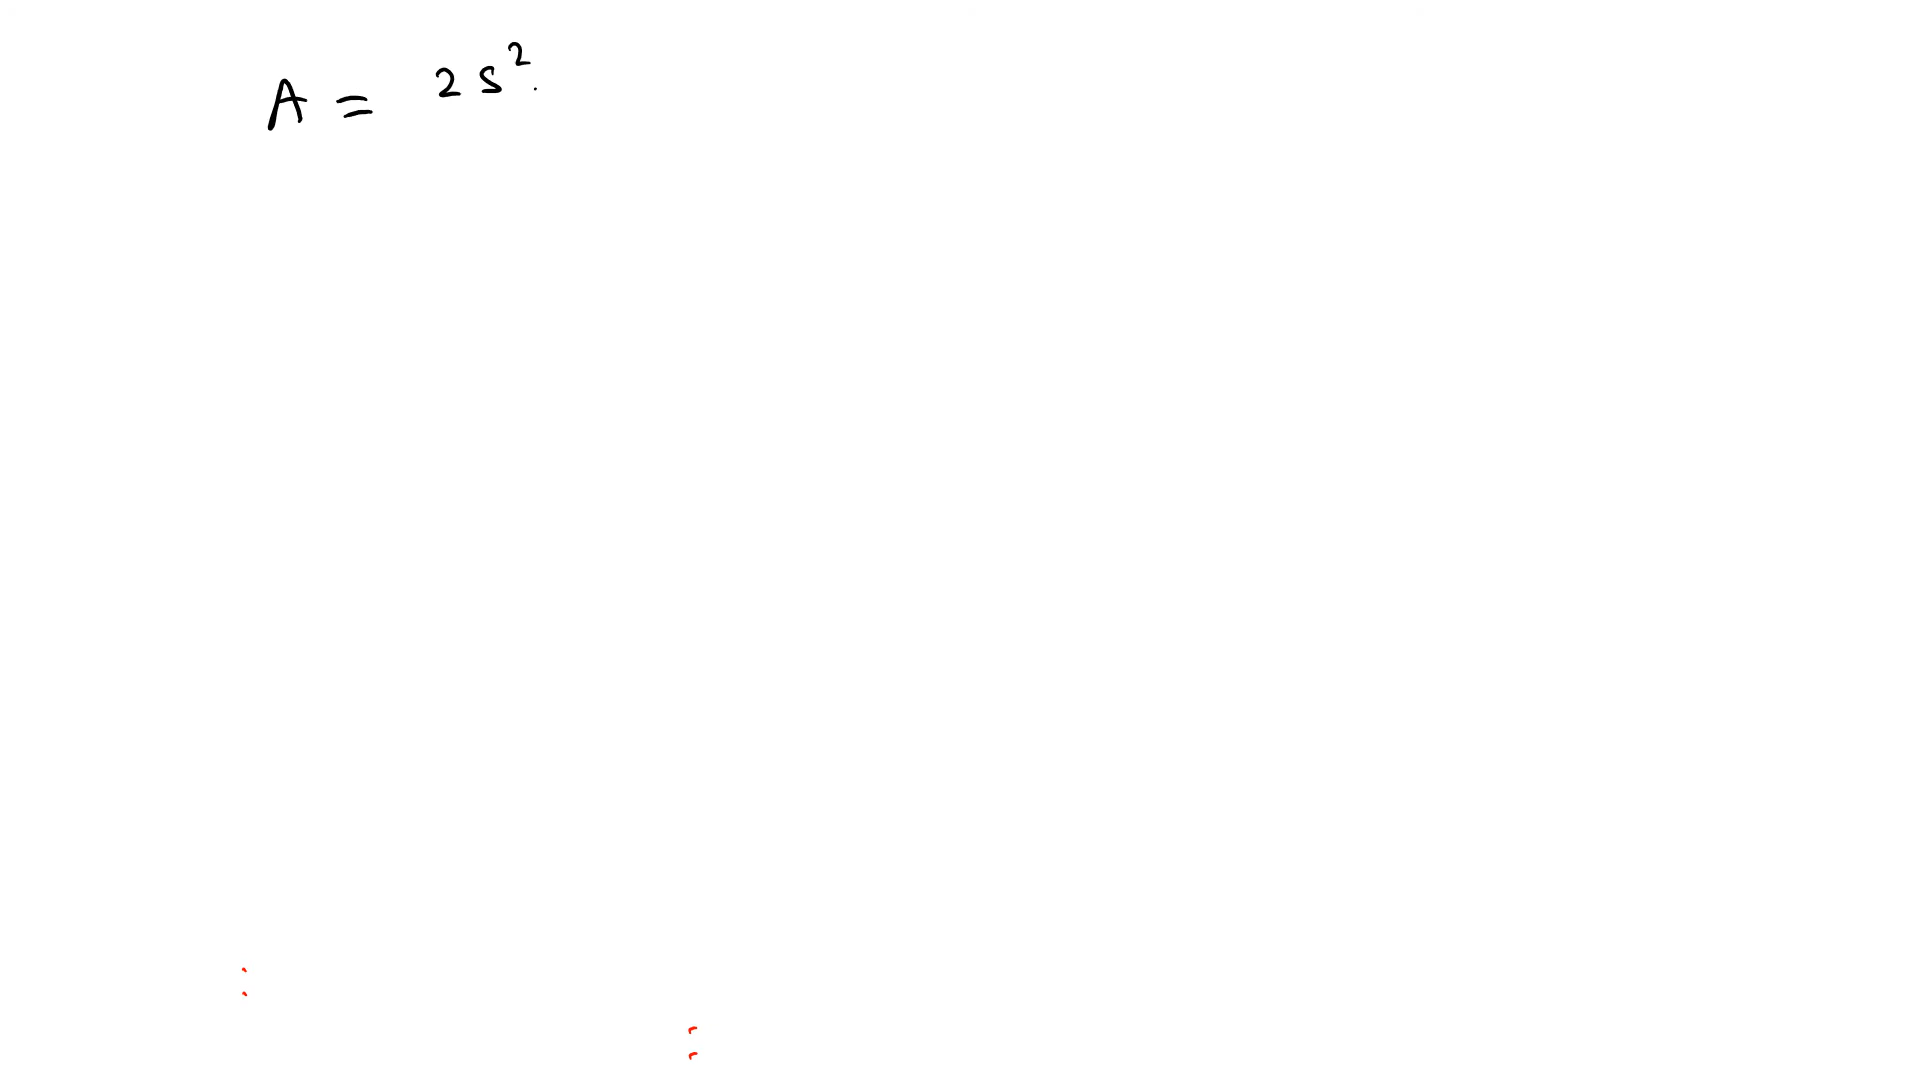 A = 2s².